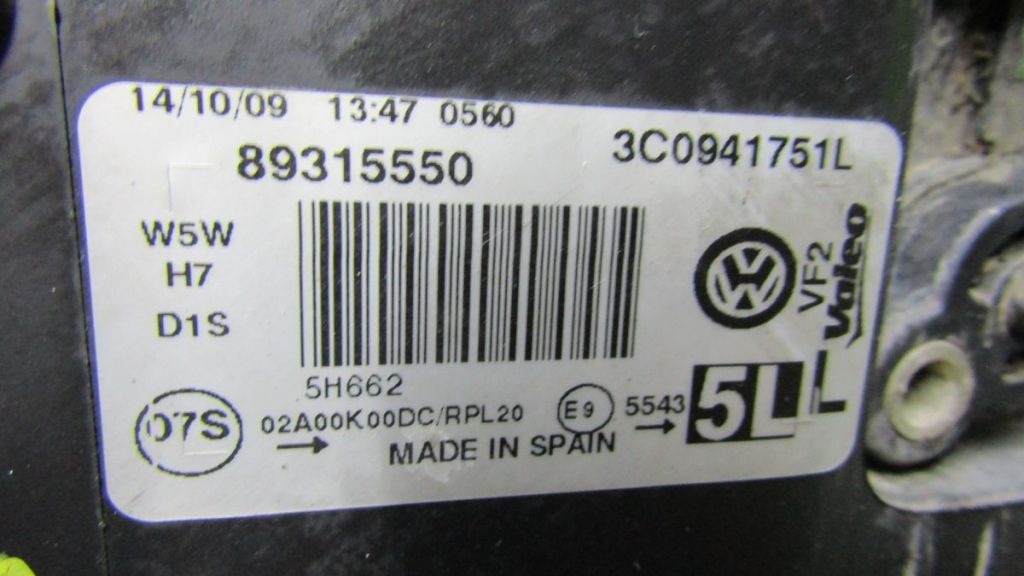 14/10/09 13:47 0560
89315550
3C0941751L
W5W
H7
D1S
VF2
Valeo
5H662
07S
02A00K00DC/RPL20
E9
5543
5L
L
MADE IN SPAIN